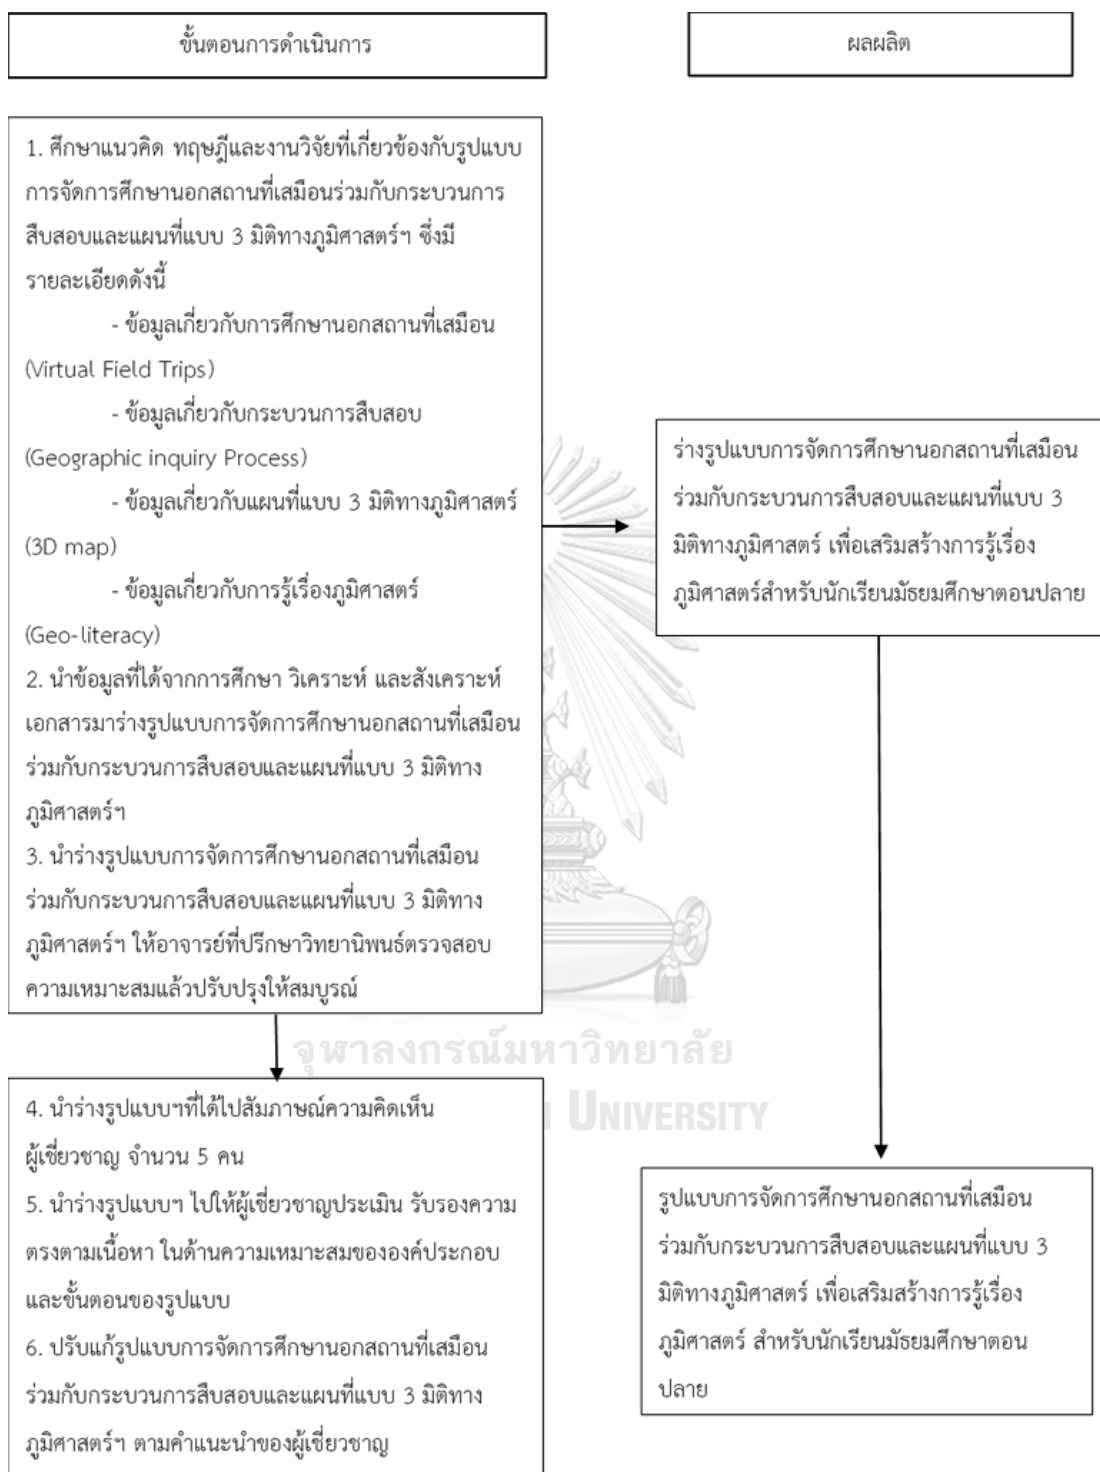 ขั้นตอนการดำเนินการ
ผลผลิต
1. ศึกษาแนวคิด ทฤษฎีและงานวิจัยที่เกี่ยวข้องกับรูปแบบ
การจัดการศึกษานอกสถานที่เสมือนร่วมกับกระบวนการ
สืบสอบและแผนที่แบบ 3 มิติทางภูมิศาสตร์ฯ ซึ่งมี
รายละเอียดดังนี้
- ข้อมูลเกี่ยวกับการศึกษานอกสถานที่เสมือน
(Virtual Field Trips)
- ข้อมูลเกี่ยวกับกระบวนการสืบสอบ
(Geographic inquiry Process)
- ข้อมูลเกี่ยวกับแผนที่แบบ 3 มิติทางภูมิศาสตร์
(3D map)
- ข้อมูลเกี่ยวกับการรู้เรื่องภูมิศาสตร์
(Geo-literacy)
2. นำข้อมูลที่ได้จากการศึกษา วิเคราะห์ และสังเคราะห์
เอกสารมาร่างรูปแบบการจัดการศึกษานอกสถานที่เสมือน
ร่วมกับกระบวนการสืบสอบและแผนที่แบบ 3 มิติทาง
ภูมิศาสตร์ฯ
3. นำร่างรูปแบบการจัดการศึกษานอกสถานที่เสมือน
ร่วมกับกระบวนการสืบสอบและแผนที่แบบ 3 มิติทาง
ภูมิศาสตร์ฯ ให้อาจารย์ที่ปรึกษาวิทยานิพนธ์ตรวจสอบ
ความเหมาะสมแล้วปรับปรุงให้สมบูรณ์
ร่างรูปแบบการจัดการศึกษานอกสถานที่เสมือน
ร่วมกับกระบวนการสืบสอบและแผนที่แบบ 3
มิติทางภูมิศาสตร์ เพื่อเสริมสร้างการรู้เรื่อง
ภูมิศาสตร์สำหรับนักเรียนมัธยมศึกษาตอนปลาย
จุฬาลงกรณ์มหาวิทยาลัย
UNIVERSITY
4. นำร่างรูปแบบฯที่ได้ไปสัมภาษณ์ความคิดเห็น
ผู้เชี่ยวชาญ จำนวน 5 คน
5. นำร่างรูปแบบฯ ไปให้ผู้เชี่ยวชาญประเมิน รับรองความ
ตรงตามเนื้อหา ในด้านความเหมาะสมขององค์ประกอบ
และขั้นตอนของรูปแบบ
6. ปรับแก้รูปแบบการจัดการศึกษานอกสถานที่เสมือน
ร่วมกับกระบวนการสืบสอบและแผนที่แบบ 3 มิติทาง
ภูมิศาสตร์ฯ ตามคำแนะนำของผู้เชี่ยวชาญ
รูปแบบการจัดการศึกษานอกสถานที่เสมือน
ร่วมกับกระบวนการสืบสอบและแผนที่แบบ 3
มิติทางภูมิศาสตร์ เพื่อเสริมสร้างการรู้เรื่อง
ภูมิศาสตร์ สำหรับนักเรียนมัธยมศึกษาตอน
ปลาย